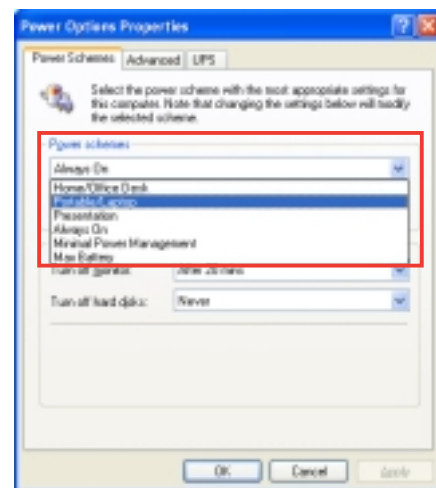 Power Options Properties
Power Schemes Advanced UPS
Select the power scheme with the most appropriate settings for
this computer. Note that changing the settings below will modify
the selected scheme.
Power schemes
Always On
Home/Office Desk
Portable/Laptop
Presentation
Always On
Minimal Power Management
Max Battery
Turn off monitor: After 20 mins
Turn off hard disks: Never
OK Cancel Apply